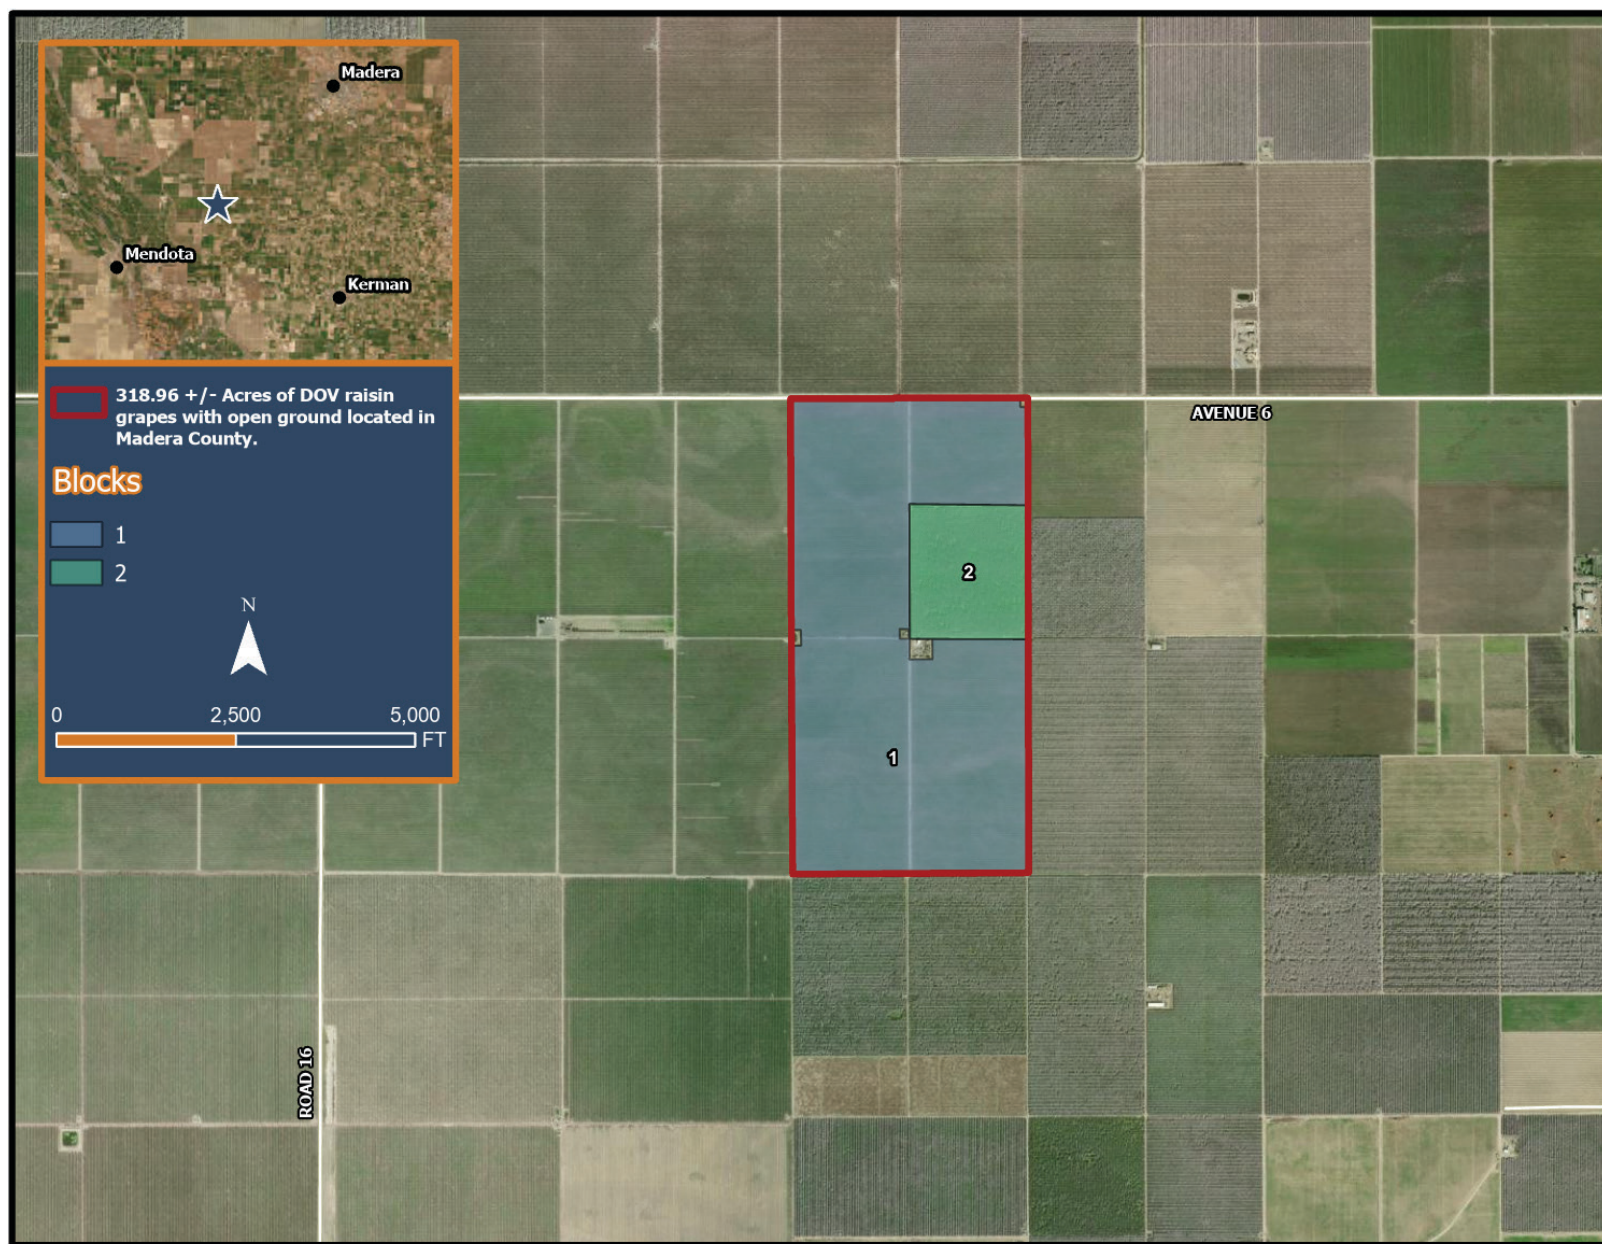 Madera
Mendota
Kerman
318.96 +/- Acres of DOV raisin
grapes with open ground located in
Madera County.
Blocks
1
2
N
0 2,500 5,000
FT
AVENUE 6
2
1
ROAD 16